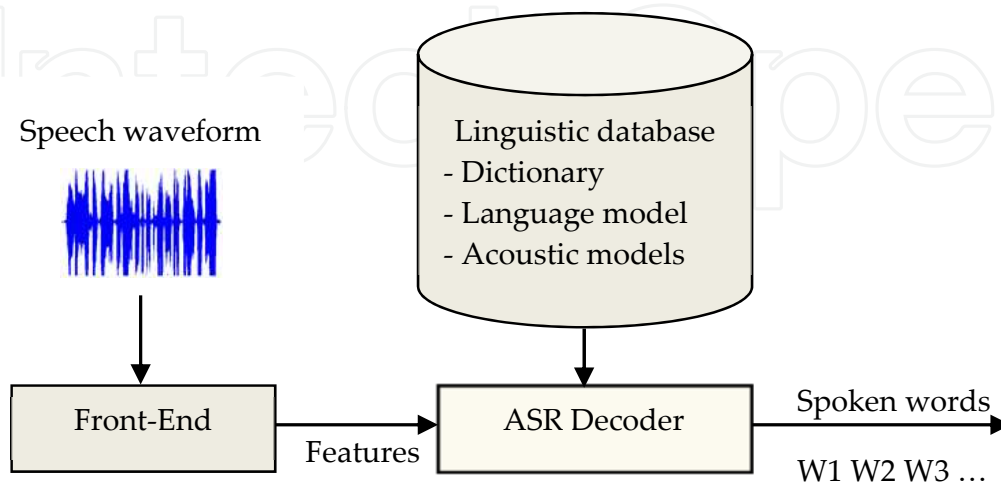 Speech waveform
Linguistic database
- Dictionary
- Language model
- Acoustic models
Front-End
Features
ASR Decoder
Spoken words
W1 W2 W3 …